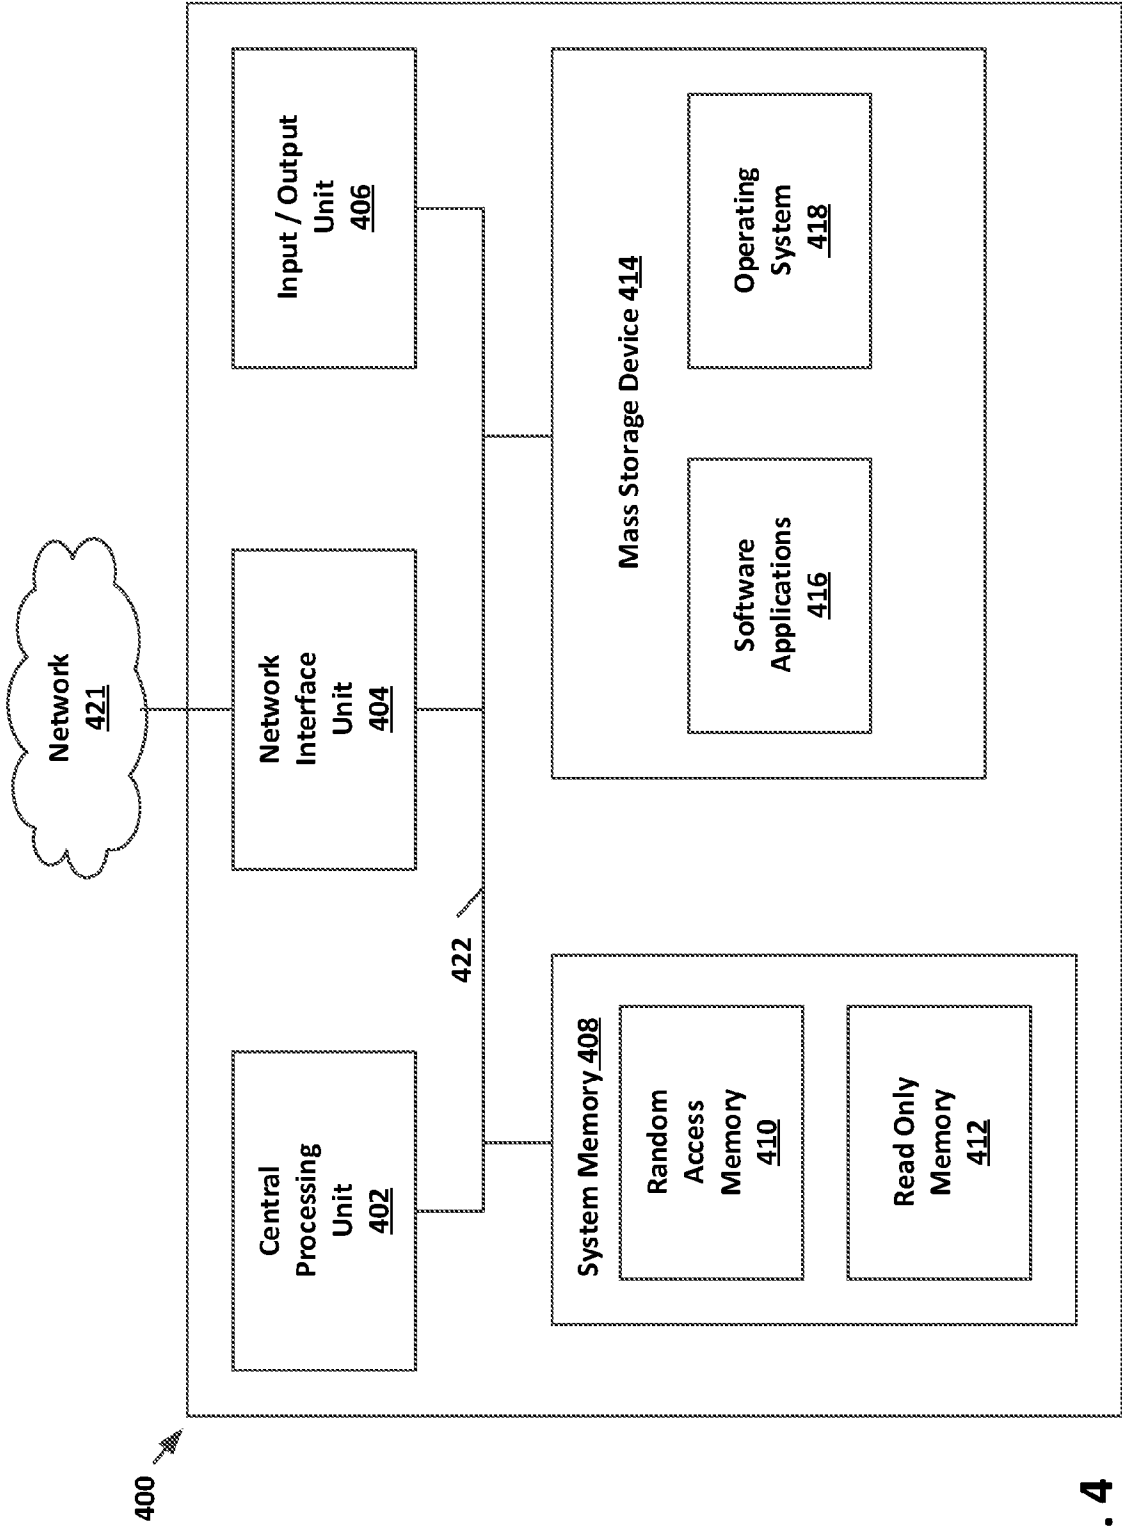 400
Network
421
Central
Processing
Unit
402
Network
Interface
Unit
404
Input / Output
Unit
406
422
System Memory 408
Random
Access
Memory
410
Read Only
Memory
412
Mass Storage Device 414
Software
Applications
416
Operating
System
418
. 4